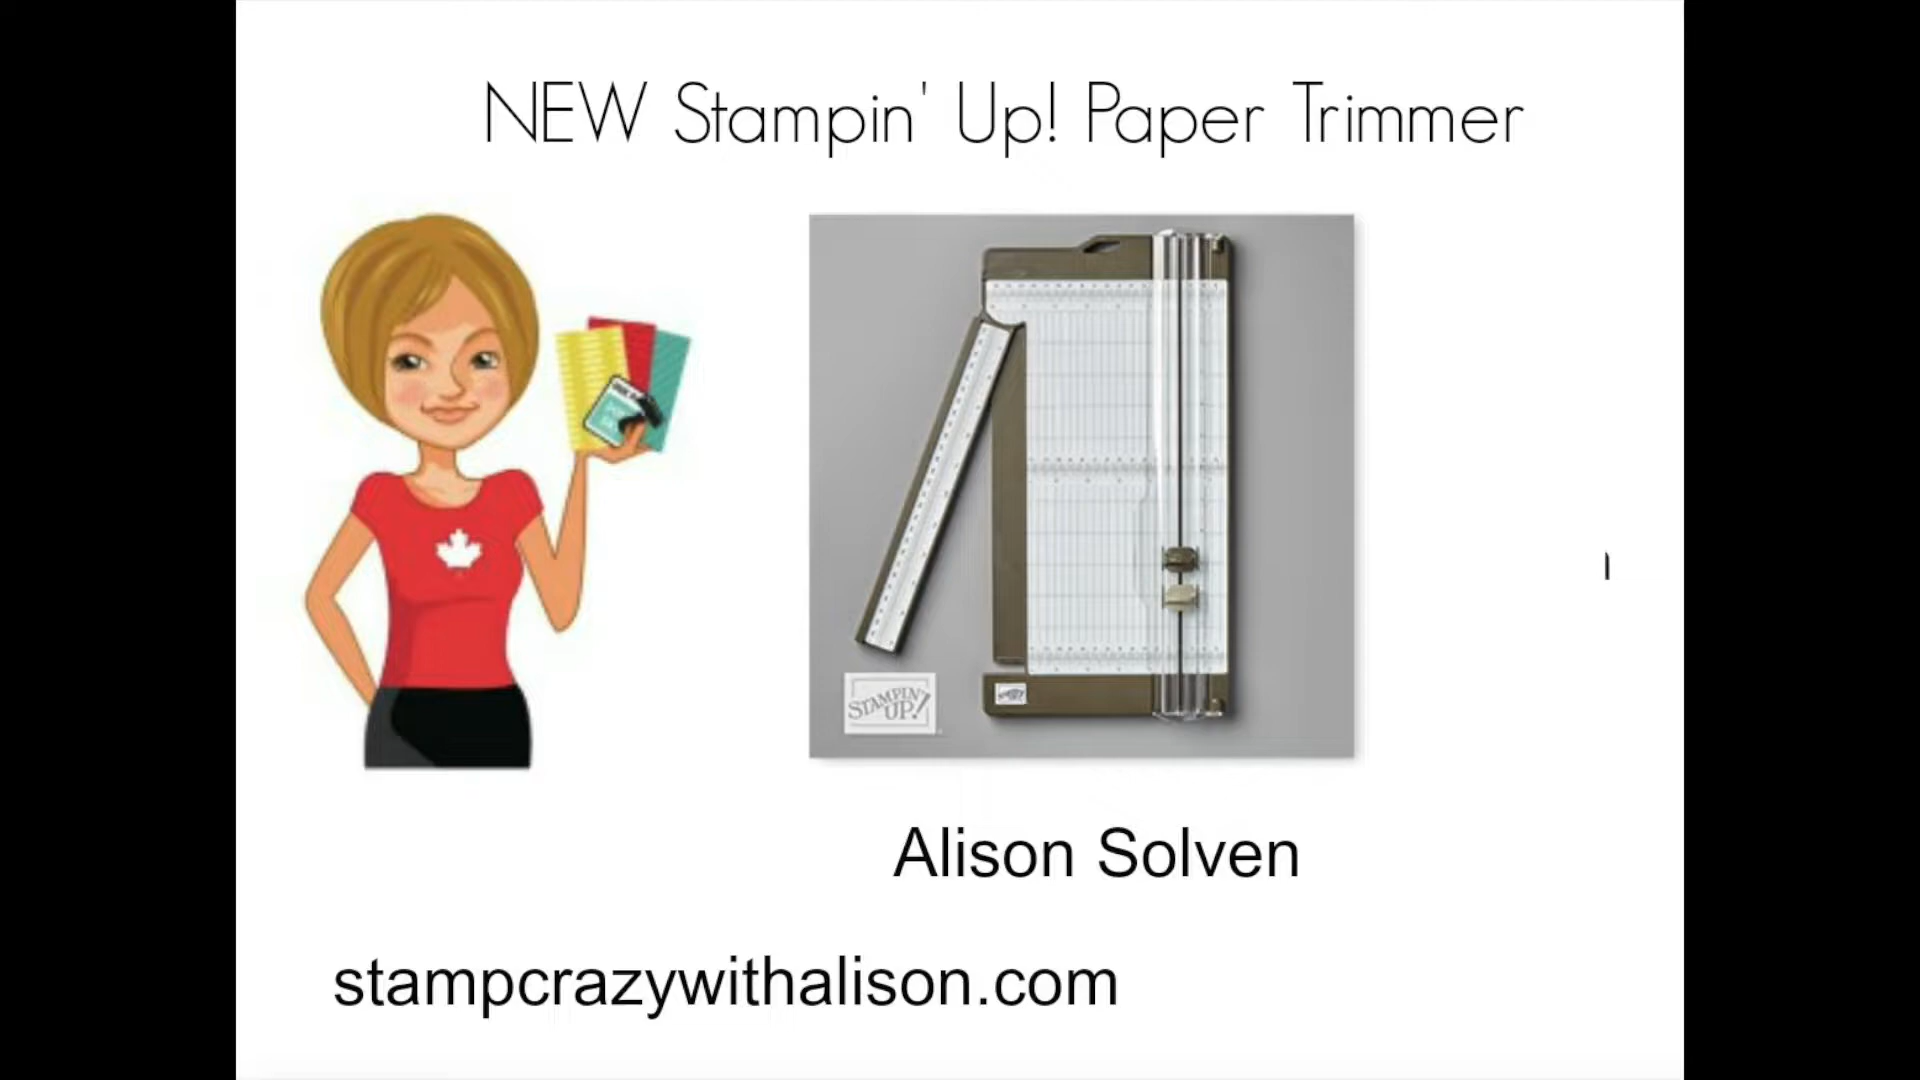 NEW Stampin' Up! Paper Trimmer
STAMPIN'
UP!
Alison Solven
stampcrazywithalison.com